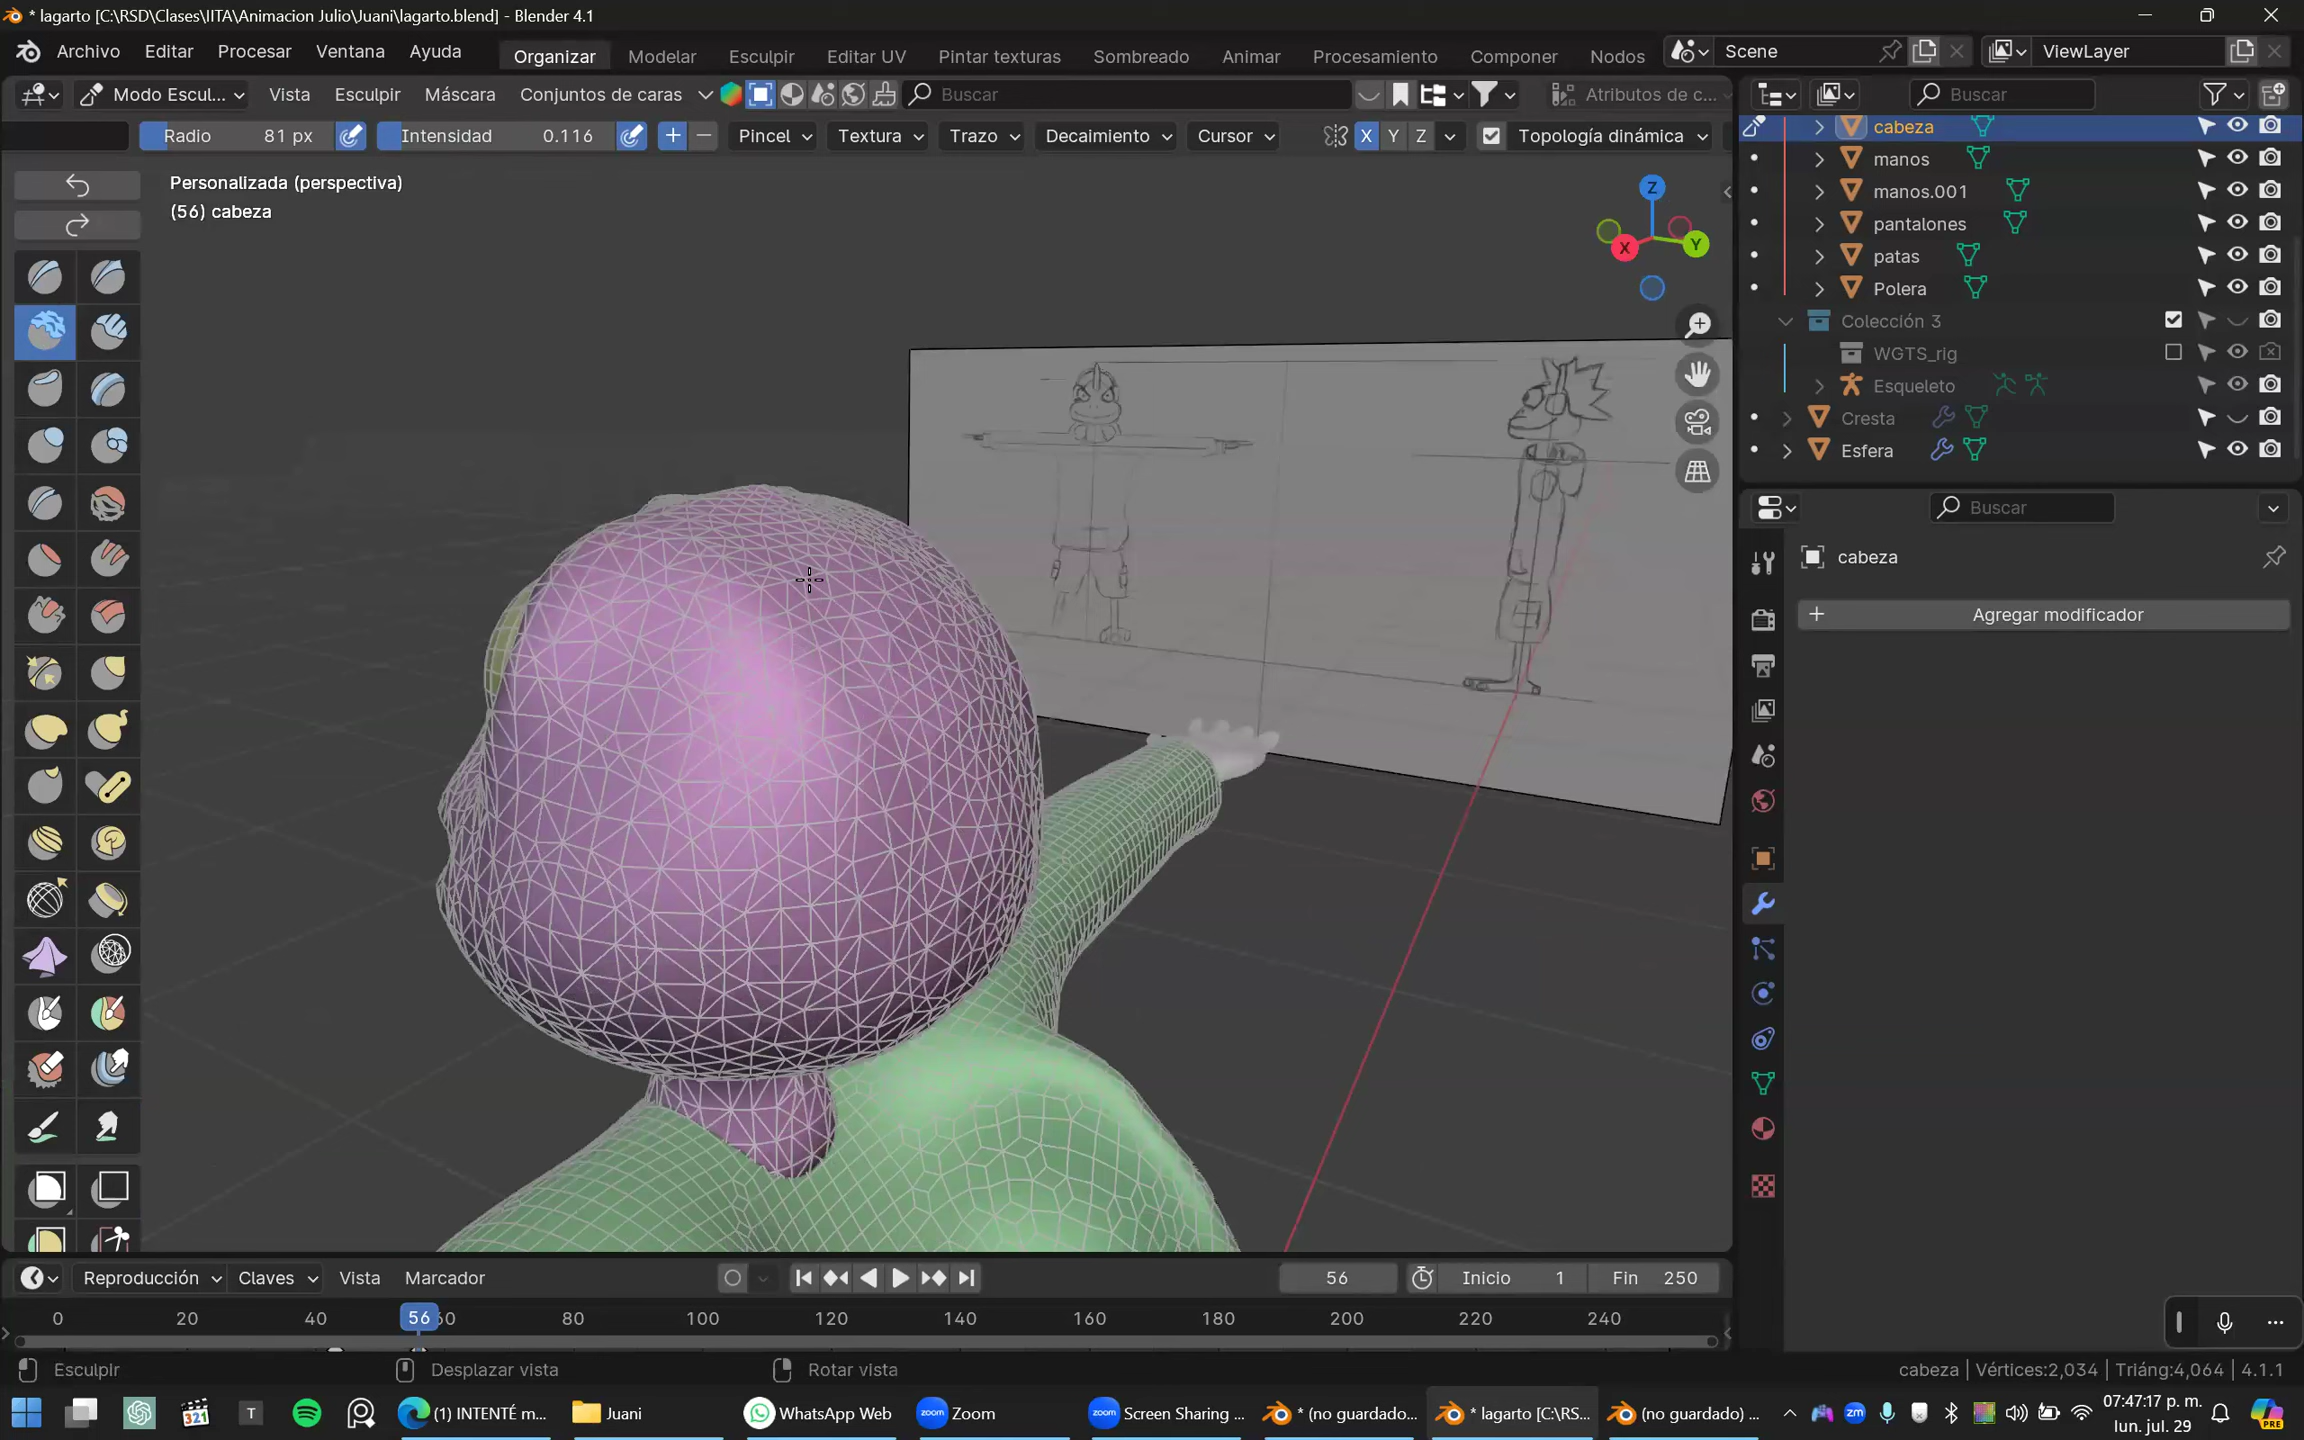 * lagarto [C:\RSD\Clases\IITA\Animacion Julio\Juani\lagarto.blend] - Blender 4.1
Archivo Editar Procesar Ventana Ayuda Organizar Modelar Esculpir Editar UV Pintar texturas Sombreado Animar Procesamiento Componer Nodos Scene ViewLayer
Modo Escul... Vista Esculpir Máscara Conjuntos de caras Buscar Atributos de c... Buscar
Radio 81 px Intensidad 0.116 Pincel Textura Trazo Decaimiento Cursor X Y Z Topología dinámica
cabeza
manos
manos.001
pantalones
patas
Polera
Colección 3
WGTS_rig
Esqueleto
Cresta
Esfera
Personalizada (perspectiva)
(56) cabeza
Z
X
Y
Buscar
cabeza
+ Agregar modificador
Reproducción Claves Vista Marcador 56 Inicio 1 Fin 250
0 20 40 56 60 80 100 120 140 160 180 200 220 240
Esculpir Desplazar vista Rotar vista cabeza | Vértices:2,034 | Triáng:4,064 | 4.1.1
321 T (1) INTENTÉ m... Juani WhatsApp Web zoom Zoom zoom Screen Sharing ... * (no guardado... * lagarto [C:\RS... (no guardado) ... zm 07:47:17 p. m.
lun. jul. 29
PRE